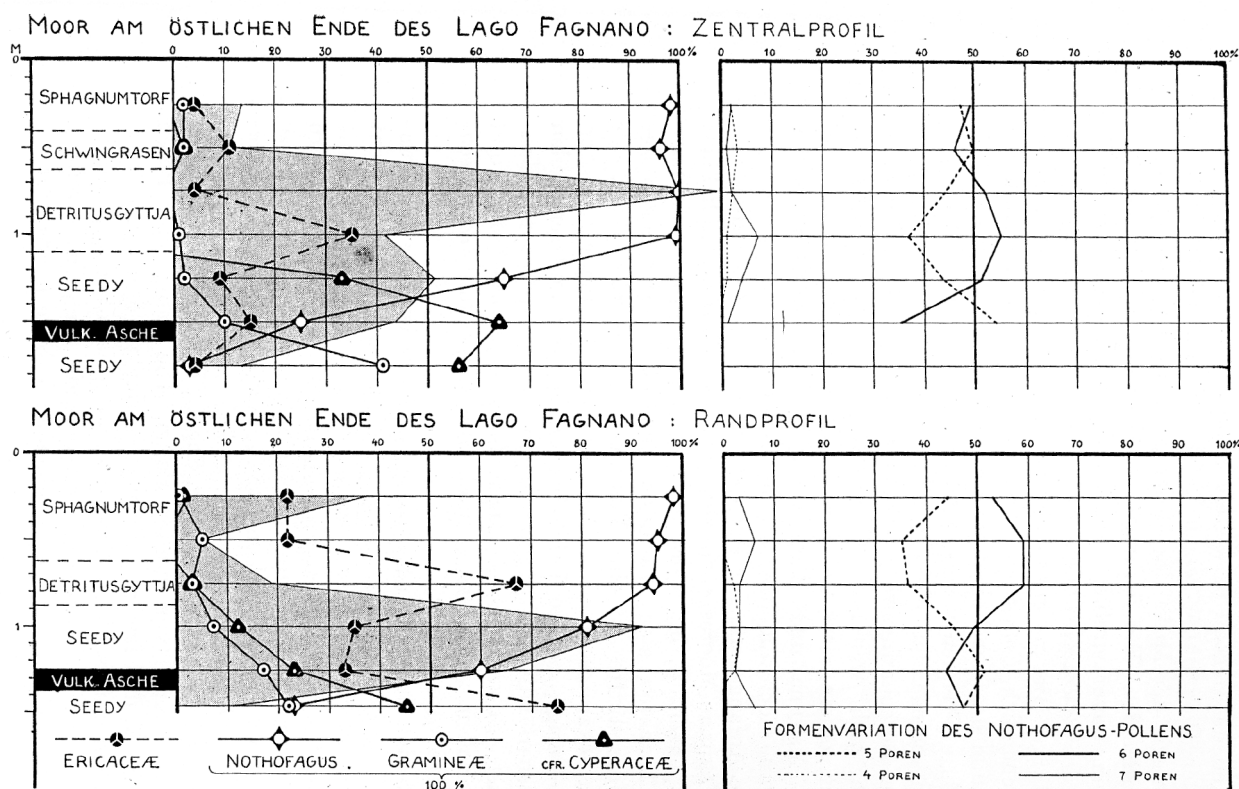 MOOR AM ÖSTLICHEN ENDE DES LAGO FAGNANO : ZENTRALPROFIL
M 0 10 20 30 40 50 60 70 80 90 100%
0 10 20 30 40 50 60 70 80 90 100%
0
SPHAGNUMTORF
SCHWINGRASEN
DETRITUSGYTTJA
1
SEEDY
VULK. ASCHE
SEEDY
MOOR AM ÖSTLICHEN ENDE DES LAGO FAGNANO : RANDPROFIL
0 10 20 30 40 50 60 70 80 90 100%
0 10 20 30 40 50 60 70 80 90 100%
0
SPHAGNUMTORF
DETRITUSGYTTJA
1
SEEDY
VULK. ASCHE
SEEDY
ERICACEÆ NOTHOFAGUS. GRAMINEÆ CFR. CYPERACEÆ
100 %
FORMENVARIATION DES NOTHOFAGUS-POLLENS
5 POREN 6 POREN
4 POREN 7 POREN